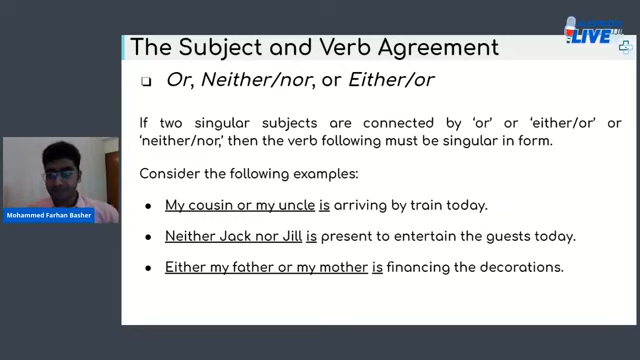 LIVE
The Subject and Verb Agreement
Or, Neither/nor, or Either/or
If two singular subjects are connected by ‘or’ or ‘either/or’ or
‘neither/nor,’ then the verb following must be singular in form.
Consider the following examples:
My cousin or my uncle is arriving by train today.
Neither Jack nor Jill is present to entertain the guests today.
Either my father or my mother is financing the decorations.
Mohammed Farhan Basher